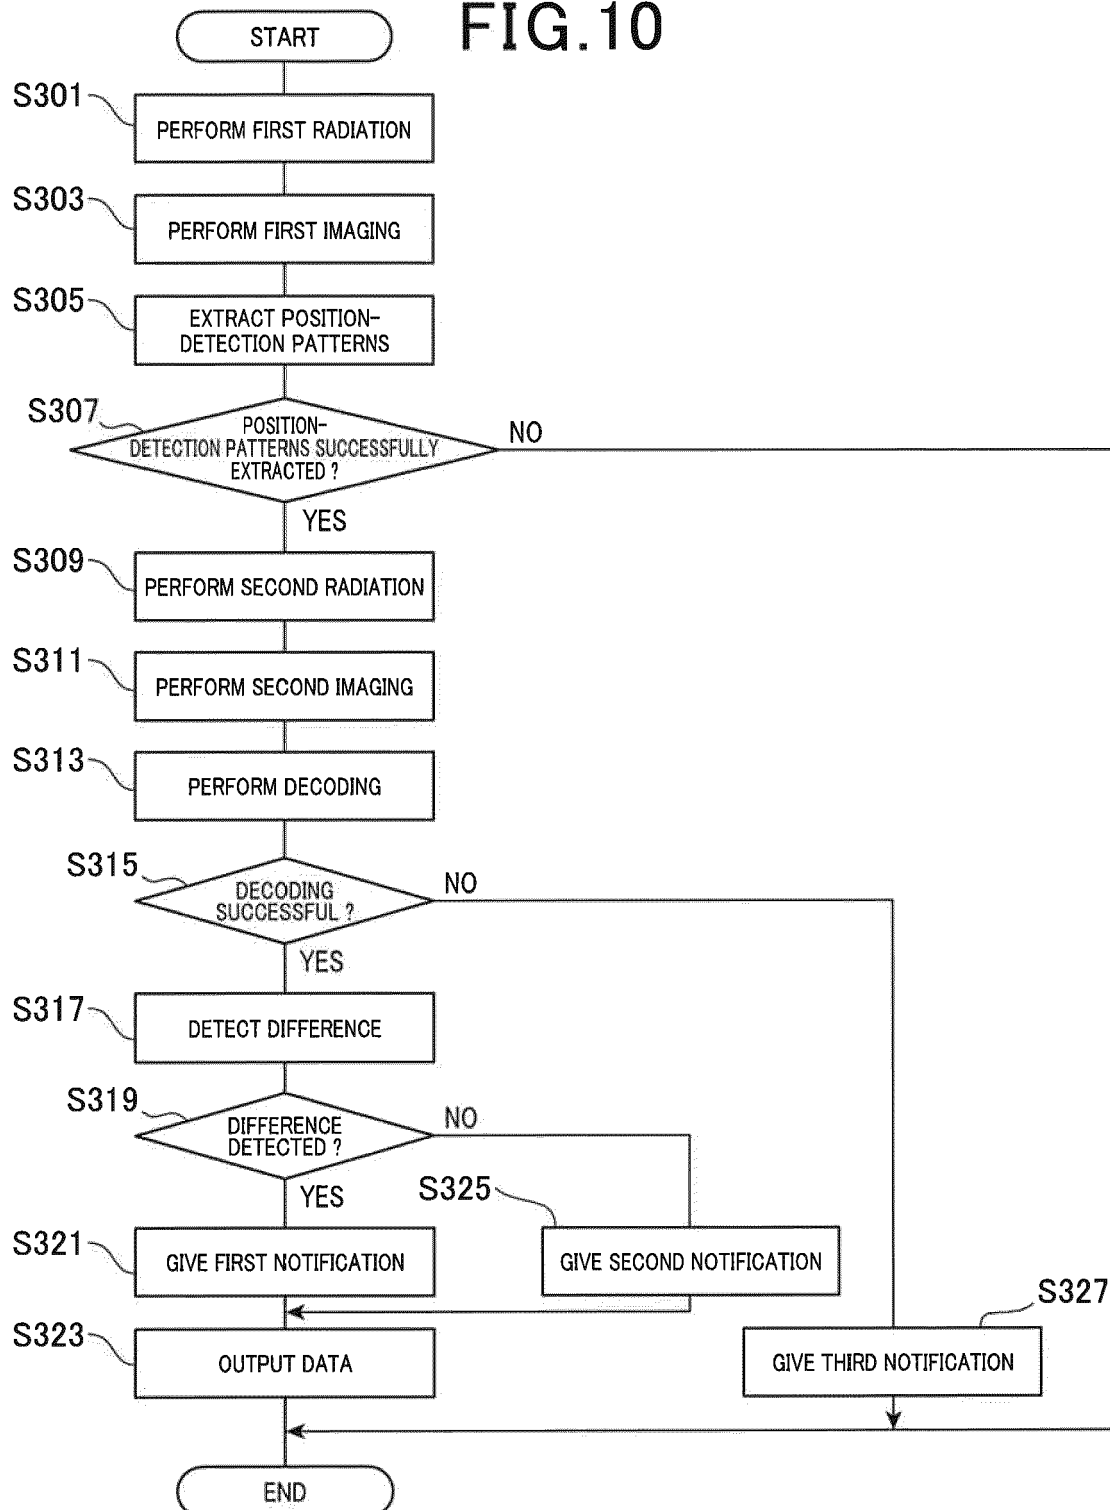 FIG.10
START
S301
PERFORM FIRST RADIATION
S303
PERFORM FIRST IMAGING
S305
EXTRACT POSITION-
DETECTION PATTERNS
S307
POSITION-
DETECTION PATTERNS SUCCESSFULLY
EXTRACTED ?
NO
YES
S309
PERFORM SECOND RADIATION
S311
PERFORM SECOND IMAGING
S313
PERFORM DECODING
S315
DECODING
SUCCESSFUL ?
NO
YES
S317
DETECT DIFFERENCE
S319
DIFFERENCE
DETECTED ?
NO
YES
S321
GIVE FIRST NOTIFICATION
S325
GIVE SECOND NOTIFICATION
S323
OUTPUT DATA
S327
GIVE THIRD NOTIFICATION
END